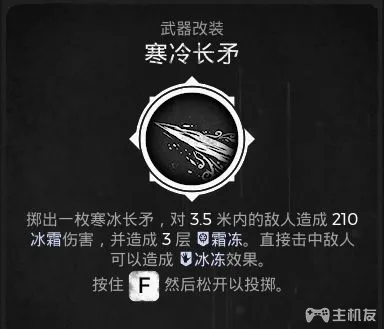 武器改装
寒冷长矛
掷出一枚寒冰长矛，对 3.5 米内的敌人造成 210
冰霜伤害，并造成 3 层 霜冻。直接击中敌人
可以造成 冰冻效果。
按住 F 然后松开以投掷。
主机友